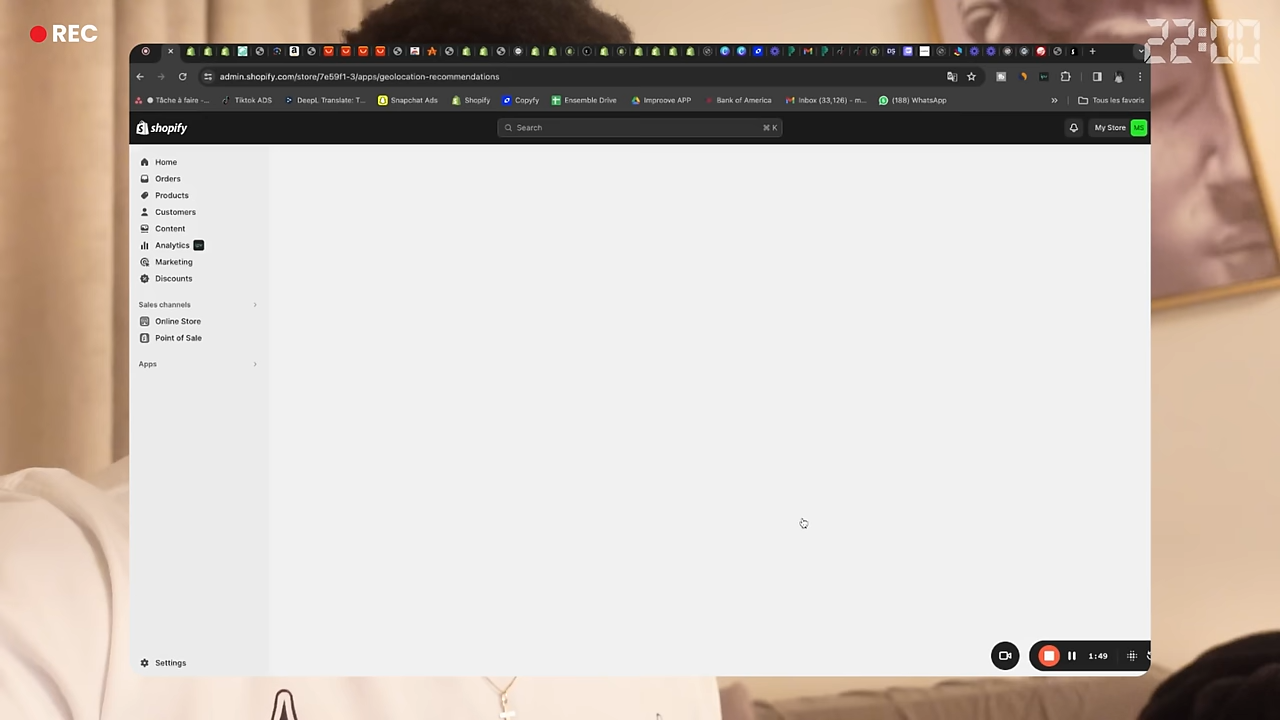 REC
22:00
admin.shopify.com/store/7e59f1-3/apps/geolocation-recommendations
Tâche à faire -...
Tiktok ADS
DeepL Translate: T...
Snapchat Ads
Shopify
Copyfy
Ensemble Drive
Improove APP
Bank of America
Inbox (33,126) - m...
(188) WhatsApp
»
Tous les favoris
shopify
Search
⌘ K
My Store
MS
Home
Orders
Products
Customers
Content
Analytics
Marketing
Discounts
Sales channels
Online Store
Point of Sale
Apps
Settings
1:49